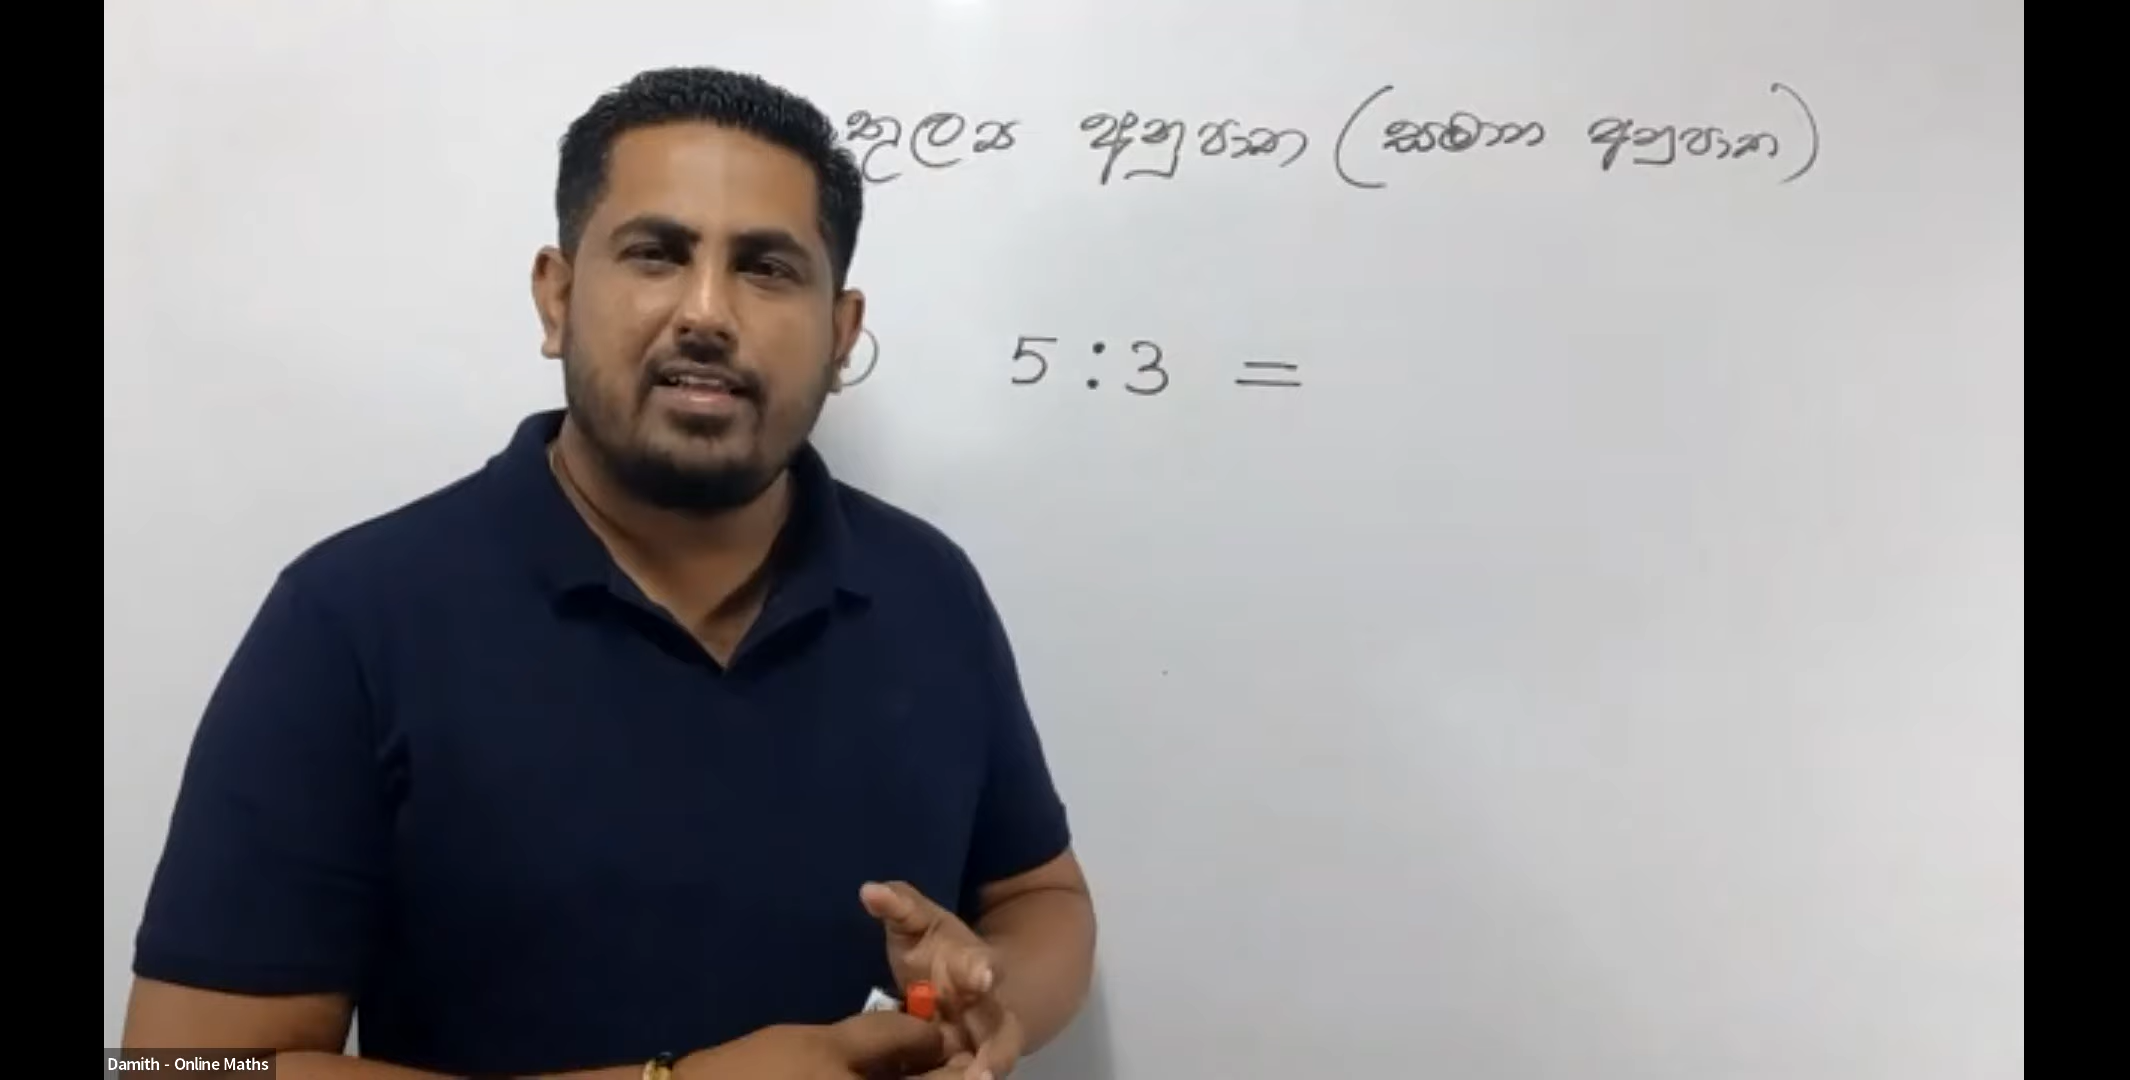 තුල්‍ය අනුපාත (සමාන අනුපාත)
5 : 3 =
Damith - Online Maths